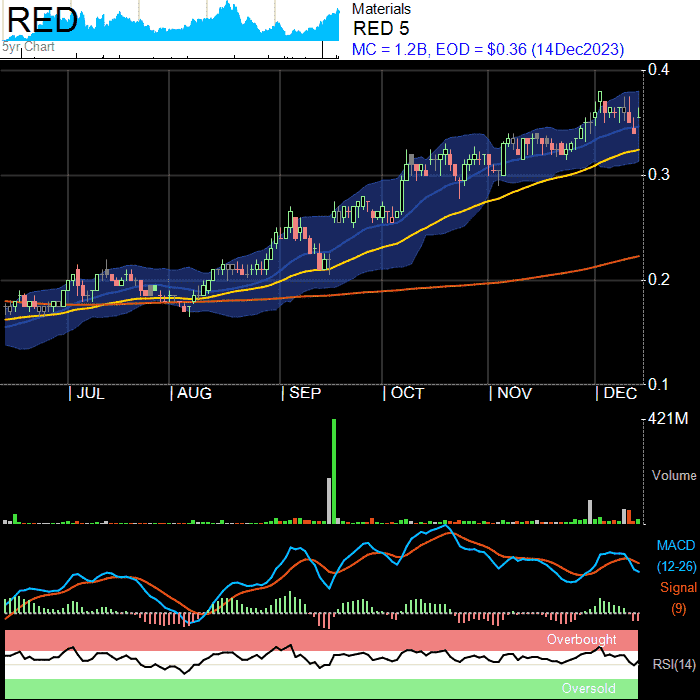 RED
5yr Chart
Materials
RED 5
MC = 1.2B, EOD = $0.36 (14Dec2023)
0.4
0.3
0.2
0.1
JUL AUG SEP OCT NOV DEC
421M
Volume
MACD
(12-26)
Signal
(9)
Overbought
RSI(14)
Oversold